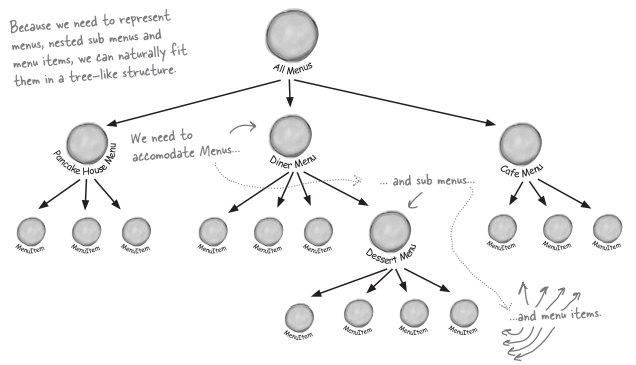 Because we need to represent
menus, nested sub menus and
menu items, we can naturally fit
them in a tree-like structure.
All Menus
We need to
accomodate Menus...
Pancake House Menu
Diner Menu
Cafe Menu
... and sub menus...
MenuItem
MenuItem
MenuItem
MenuItem
MenuItem
MenuItem
Dessert Menu
MenuItem
MenuItem
MenuItem
MenuItem
MenuItem
MenuItem
MenuItem
...and menu items.